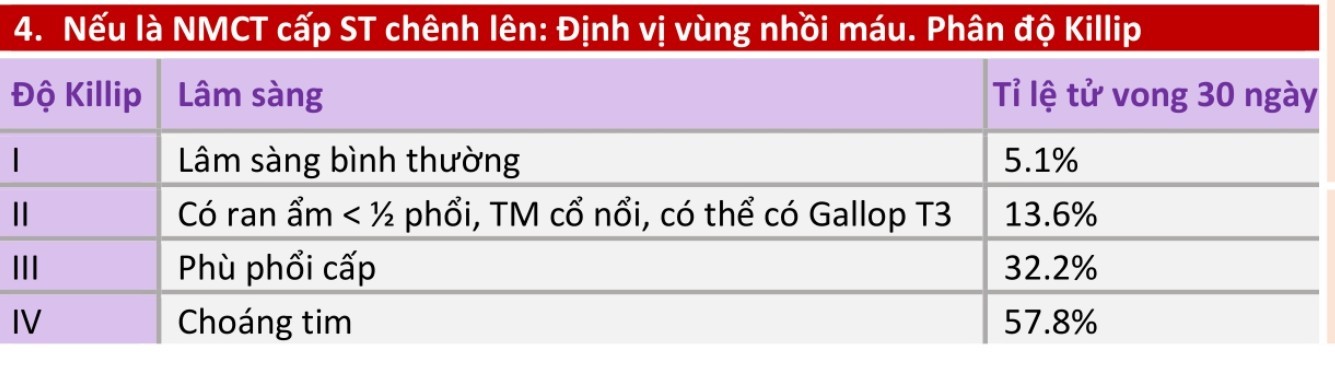 4. Nếu là NMCT cấp ST chênh lên: Định vị vùng nhồi máu. Phân độ Killip
Độ Killip Lâm sàng Tỉ lệ tử vong 30 ngày
I Lâm sàng bình thường 5.1%
II Có ran ẩm < ½ phổi, TM cổ nổi, có thể có Gallop T3 13.6%
III Phù phổi cấp 32.2%
IV Choáng tim 57.8%